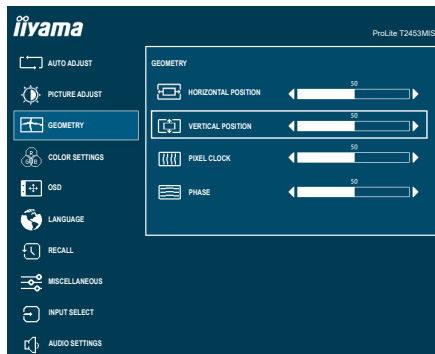 iiyama
ProLite T2453MIS
AUTO ADJUST
PICTURE ADJUST
GEOMETRY
COLOR SETTINGS
R
G B
OSD
LANGUAGE
RECALL
MISCELLANEOUS
INPUT SELECT
AUDIO SETTINGS
GEOMETRY
HORIZONTAL POSITION
50
VERTICAL POSITION
50
PIXEL CLOCK
50
PHASE
50